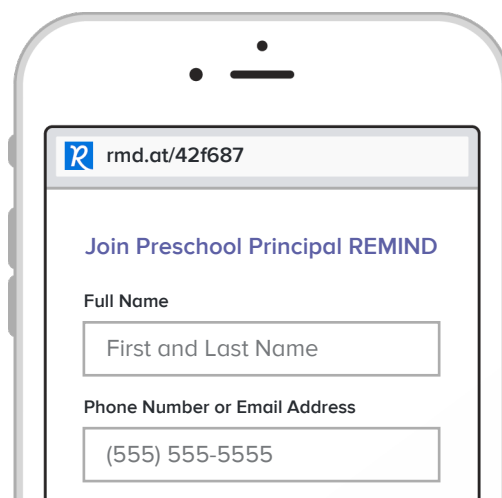 rmd.at/42f687
Join Preschool Principal REMIND
Full Name
First and Last Name
Phone Number or Email Address
(555) 555-5555